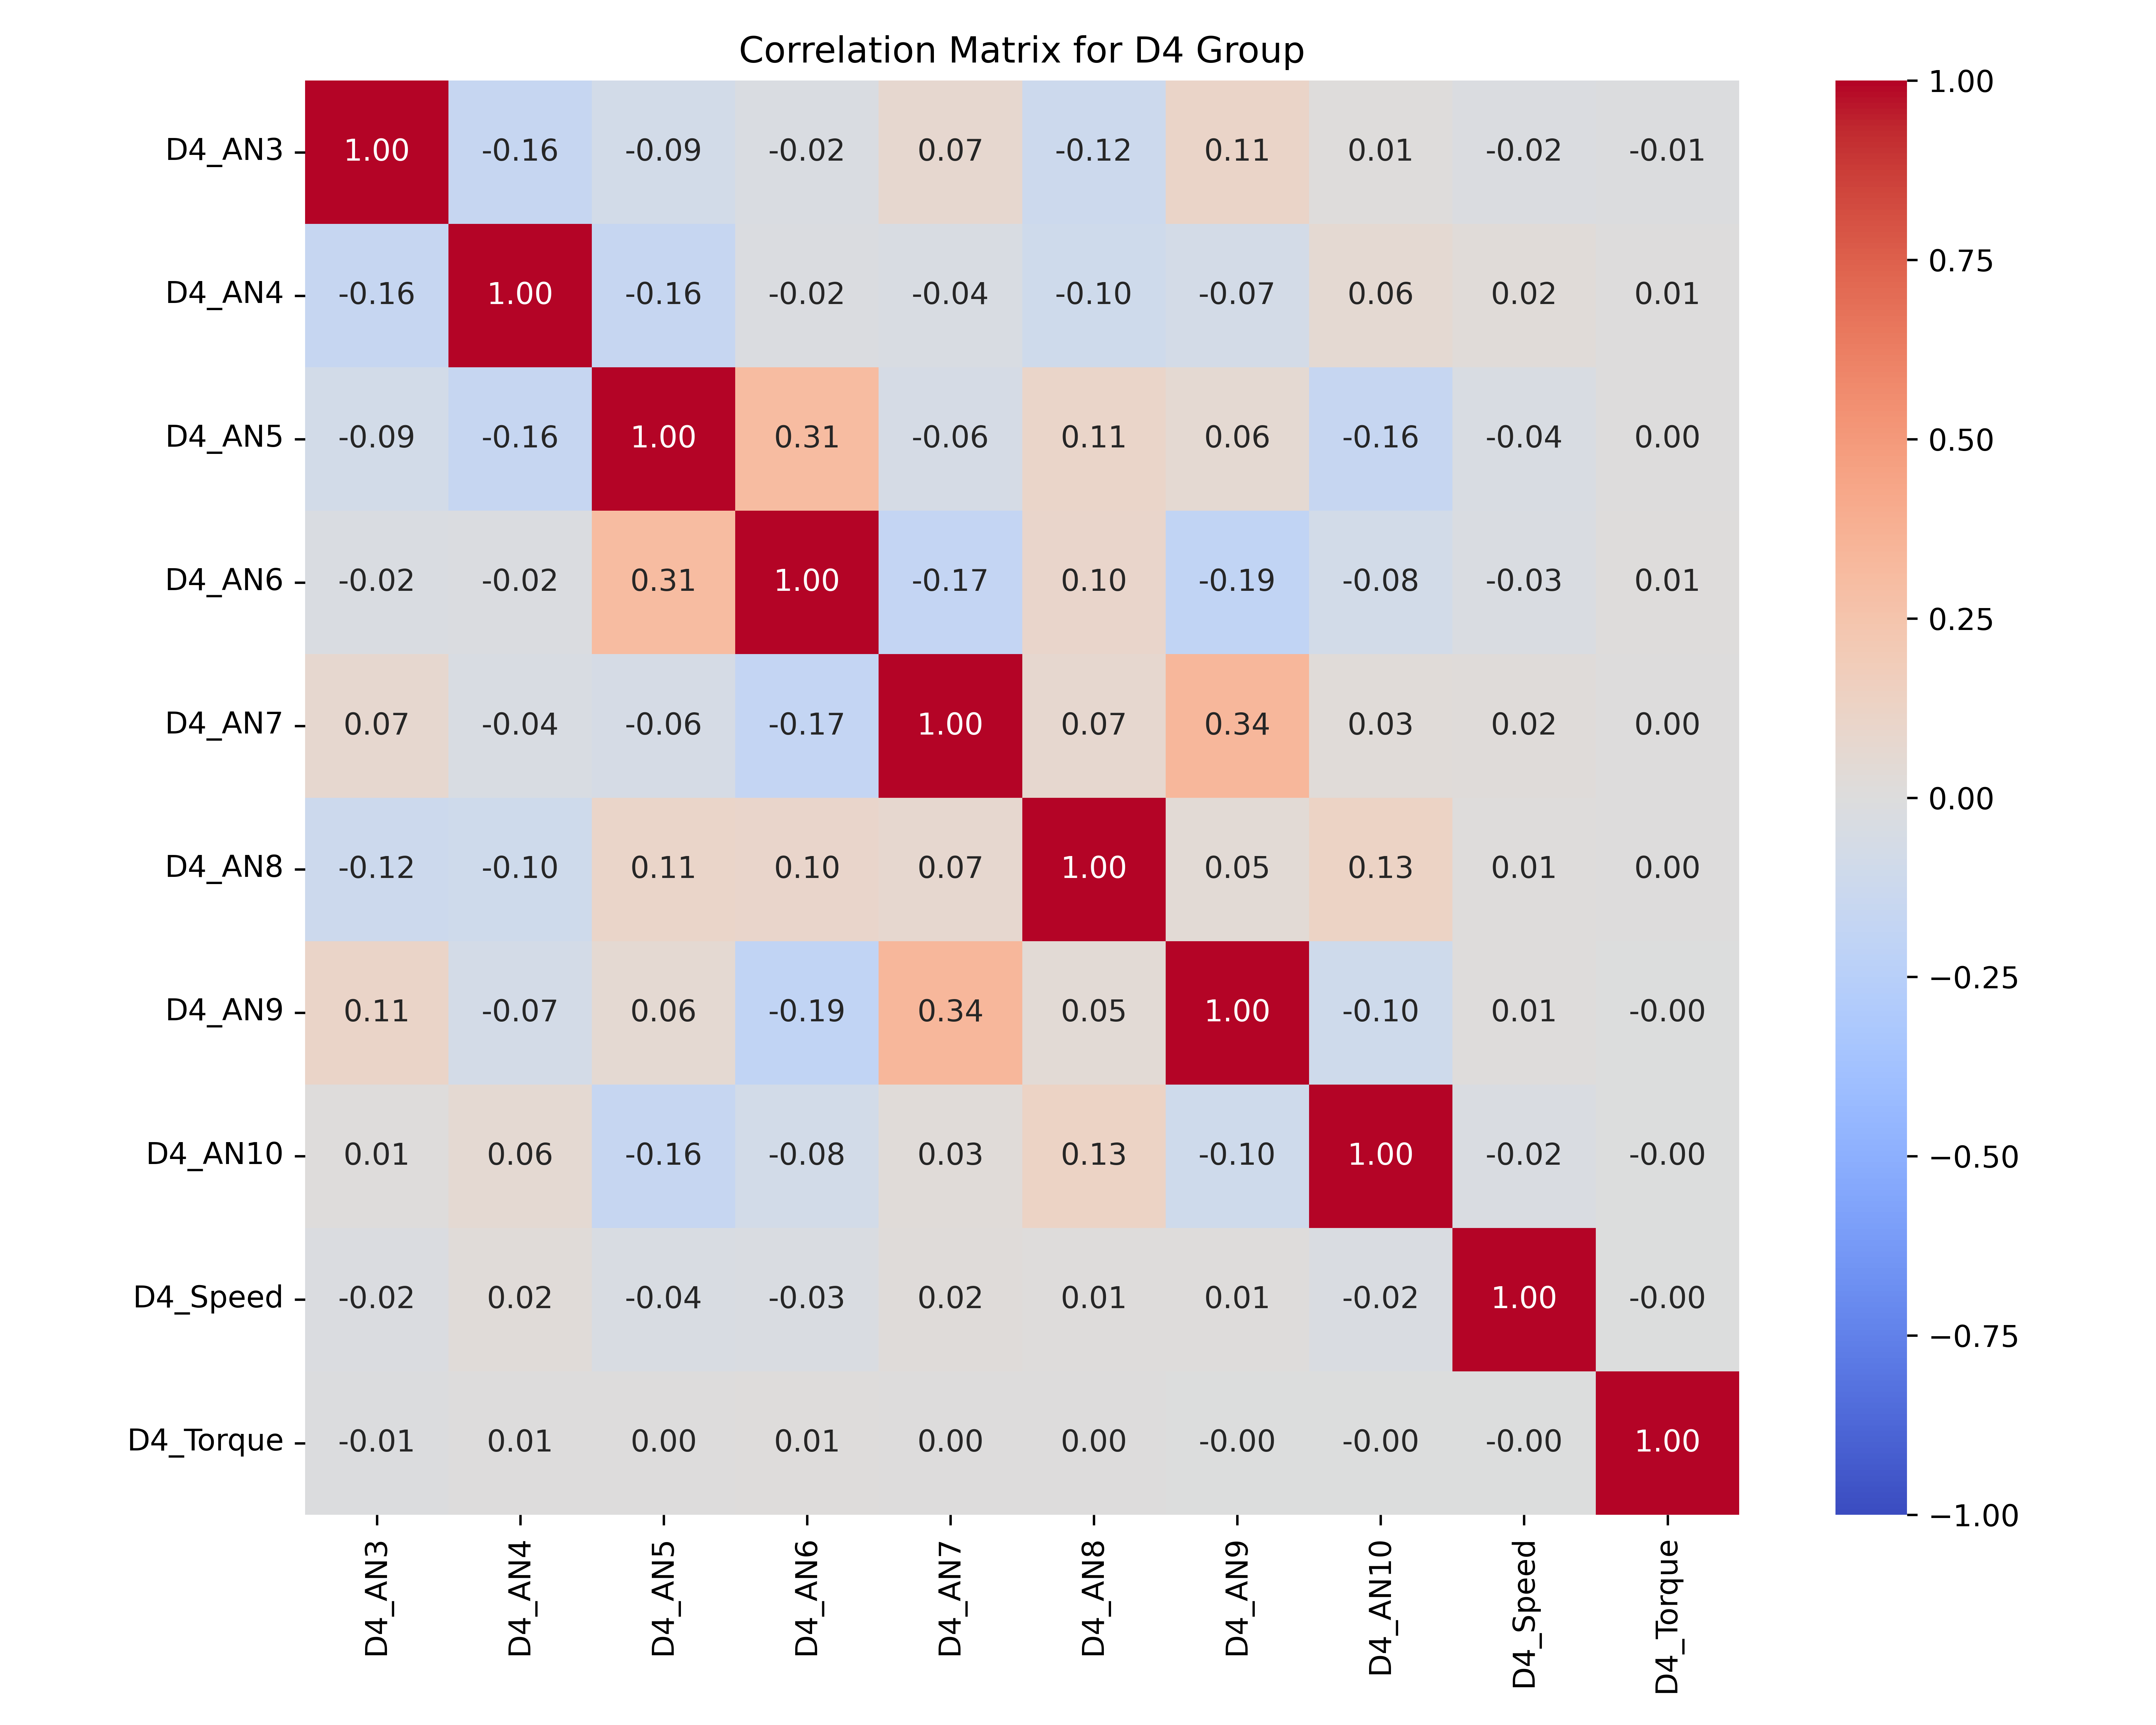 Correlation Matrix for D4 Group
D4_AN3 1.00 -0.16 -0.09 -0.02 0.07 -0.12 0.11 0.01 -0.02 -0.01
D4_AN4 -0.16 1.00 -0.16 -0.02 -0.04 -0.10 -0.07 0.06 0.02 0.01
D4_AN5 -0.09 -0.16 1.00 0.31 -0.06 0.11 0.06 -0.16 -0.04 0.00
D4_AN6 -0.02 -0.02 0.31 1.00 -0.17 0.10 -0.19 -0.08 -0.03 0.01
D4_AN7 0.07 -0.04 -0.06 -0.17 1.00 0.07 0.34 0.03 0.02 0.00
D4_AN8 -0.12 -0.10 0.11 0.10 0.07 1.00 0.05 0.13 0.01 0.00
D4_AN9 0.11 -0.07 0.06 -0.19 0.34 0.05 1.00 -0.10 0.01 -0.00
D4_AN10 0.01 0.06 -0.16 -0.08 0.03 0.13 -0.10 1.00 -0.02 -0.00
D4_Speed -0.02 0.02 -0.04 -0.03 0.02 0.01 0.01 -0.02 1.00 -0.00
D4_Torque -0.01 0.01 0.00 0.01 0.00 0.00 -0.00 -0.00 -0.00 1.00
D4_AN3 D4_AN4 D4_AN5 D4_AN6 D4_AN7 D4_AN8 D4_AN9 D4_AN10 D4_Speed D4_Torque
1.00
0.75
0.50
0.25
0.00
−0.25
−0.50
−0.75
−1.00